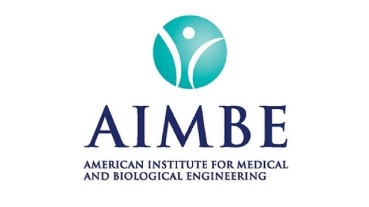 AIMBE
AMERICAN INSTITUTE FOR MEDICAL
AND BIOLOGICAL ENGINEERING